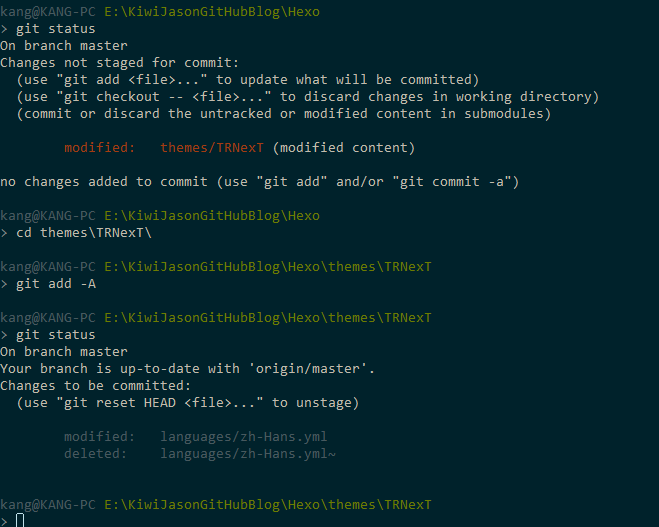 kang@KANG-PC E:\KiwiJasonGitHubBlog\Hexo
> git status
On branch master
Changes not staged for commit:
  (use "git add <file>..." to update what will be committed)
  (use "git checkout -- <file>..." to discard changes in working directory)
  (commit or discard the untracked or modified content in submodules)
        modified:   themes/TRNexT (modified content)
no changes added to commit (use "git add" and/or "git commit -a")
kang@KANG-PC E:\KiwiJasonGitHubBlog\Hexo
> cd themes\TRNexT\
kang@KANG-PC E:\KiwiJasonGitHubBlog\Hexo\themes\TRNexT
> git add -A
kang@KANG-PC E:\KiwiJasonGitHubBlog\Hexo\themes\TRNexT
> git status
On branch master
Your branch is up-to-date with 'origin/master'.
Changes to be committed:
  (use "git reset HEAD <file>..." to unstage)
        modified:   languages/zh-Hans.yml
        deleted:    languages/zh-Hans.yml~
kang@KANG-PC E:\KiwiJasonGitHubBlog\Hexo\themes\TRNexT
>